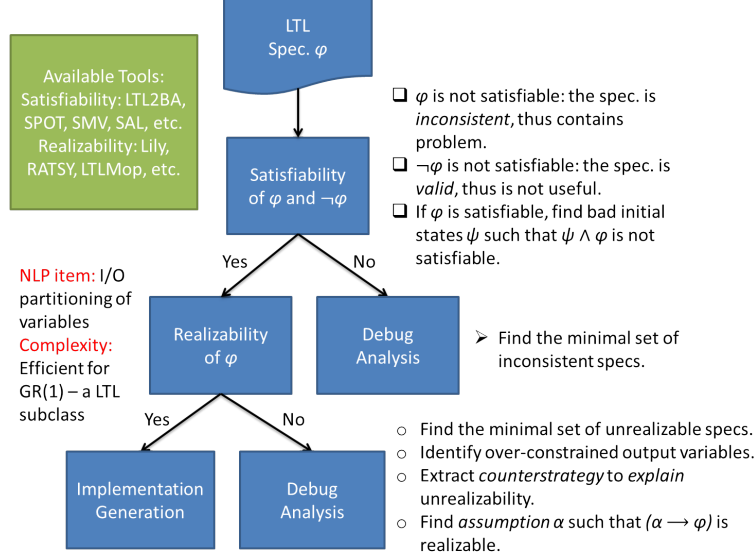 LTL
Spec. φ
Available Tools:
Satisfiability: LTL2BA,
SPOT, SMV, SAL, etc.
Realizability: Lily,
RATSY, LTLMop, etc.
Satisfiability
of φ and ¬φ
❑ φ is not satisfiable: the spec. is
inconsistent, thus contains
problem.
❑ ¬φ is not satisfiable: the spec. is
valid, thus is not useful.
❑ If φ is satisfiable, find bad initial
states ψ such that ψ ∧ φ is not
satisfiable.
Yes
No
NLP item: I/O
partitioning of
variables
Complexity:
Efficient for
GR(1) – a LTL
subclass
Realizability
of φ
Debug
Analysis
➢ Find the minimal set of
inconsistent specs.
Yes
No
Implementation
Generation
Debug
Analysis
o Find the minimal set of unrealizable specs.
o Identify over-constrained output variables.
o Extract counterstrategy to explain
unrealizability.
o Find assumption α such that (α ⟶ φ) is
realizable.